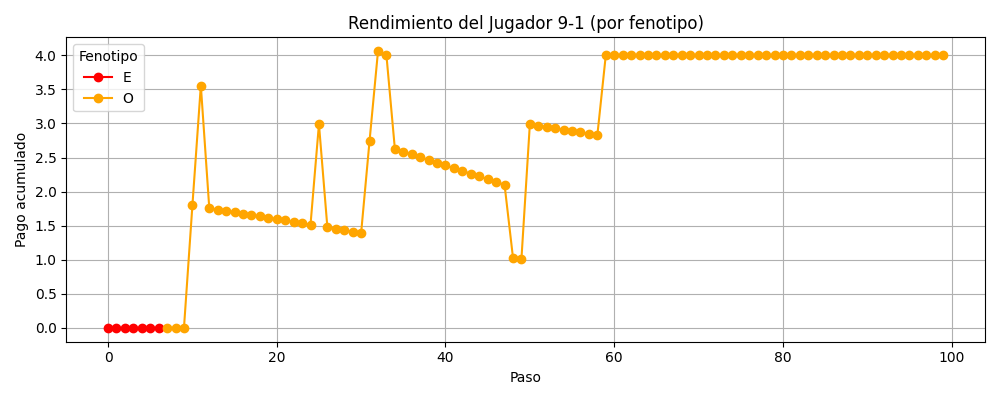 Rendimiento del Jugador 9-1 (por fenotipo)
Fenotipo
E
O
Pago acumulado
4.0
3.5
3.0
2.5
2.0
1.5
1.0
0.5
0.0
0 20 40 60 80 100
Paso